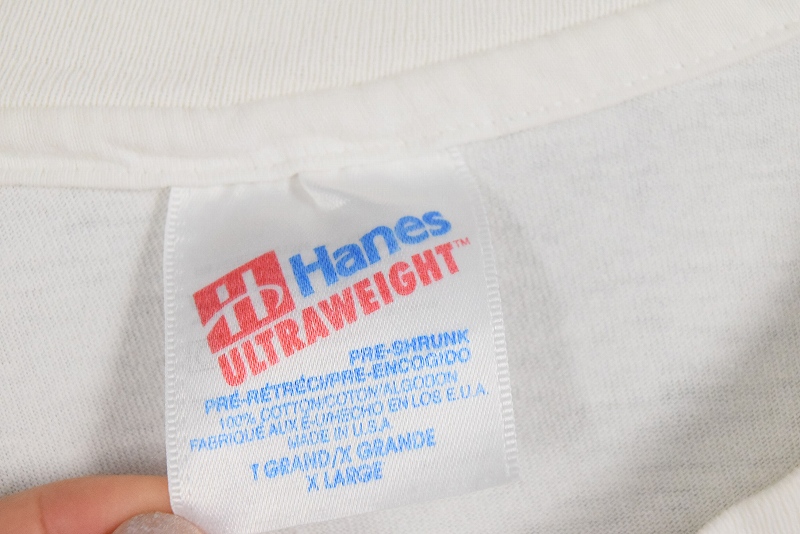 Hanes
ULTRAWEIGHT™
PRE-SHRUNK
PRÉ-RÉTRÉCI/PRE-ENCOGIDO
100% COTTON/COTON/ALGODON
FABRIQUÉ AUX É-U/HECHO EN LOS E.U.A.
MADE IN U.S.A
T GRAND/X GRANDE
X LARGE